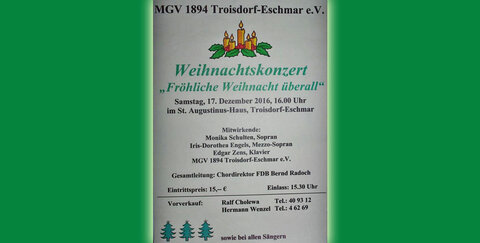 MGV 1894 Troisdorf-Eschmar e.V.
Weihnachtskonzert
„Fröhliche Weihnacht überall“
Samstag, 17. Dezember 2016, 16.00 Uhr
im St. Augustinus-Haus, Troisdorf-Eschmar
Mitwirkende:
Monika Schulten, Sopran
Iris-Dorothea Engels, Mezzo-Sopran
Edgar Zens, Klavier
MGV 1894 Troisdorf-Eschmar e.V.
Gesamtleitung: Chordirektor FDB Bernd Radoch
Eintrittspreis: 15,– € Einlass: 15.30 Uhr
Vorverkauf: Ralf Cholewa Tel.: 40 93 12
Hermann Wenzel Tel.: 4 62 69
sowie bei allen Sängern